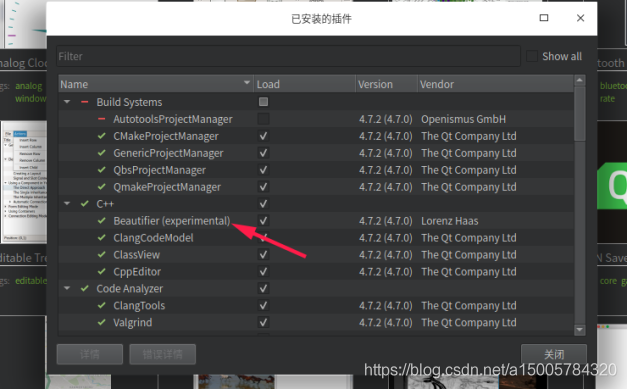 已安装的插件
Filter
Show all
Name Load Version Vendor
Build Systems
AutotoolsProjectManager 4.7.2 (4.7.0) Openismus GmbH
CMakeProjectManager 4.7.2 (4.7.0) The Qt Company Ltd
GenericProjectManager 4.7.2 (4.7.0) The Qt Company Ltd
QbsProjectManager 4.7.2 (4.7.0) The Qt Company Ltd
QmakeProjectManager 4.7.2 (4.7.0) The Qt Company Ltd
C++
Beautifier (experimental) 4.7.2 (4.7.0) Lorenz Haas
ClangCodeModel 4.7.2 (4.7.0) The Qt Company Ltd
ClassView 4.7.2 (4.7.0) The Qt Company Ltd
CppEditor 4.7.2 (4.7.0) The Qt Company Ltd
Code Analyzer
ClangTools 4.7.2 (4.7.0) The Qt Company Ltd
Valgrind 4.7.2 (4.7.0) The Qt Company Ltd
详情 错误详情 关闭
analog
window
editable
rate
core
https://blog.csdn.net/a15005784320